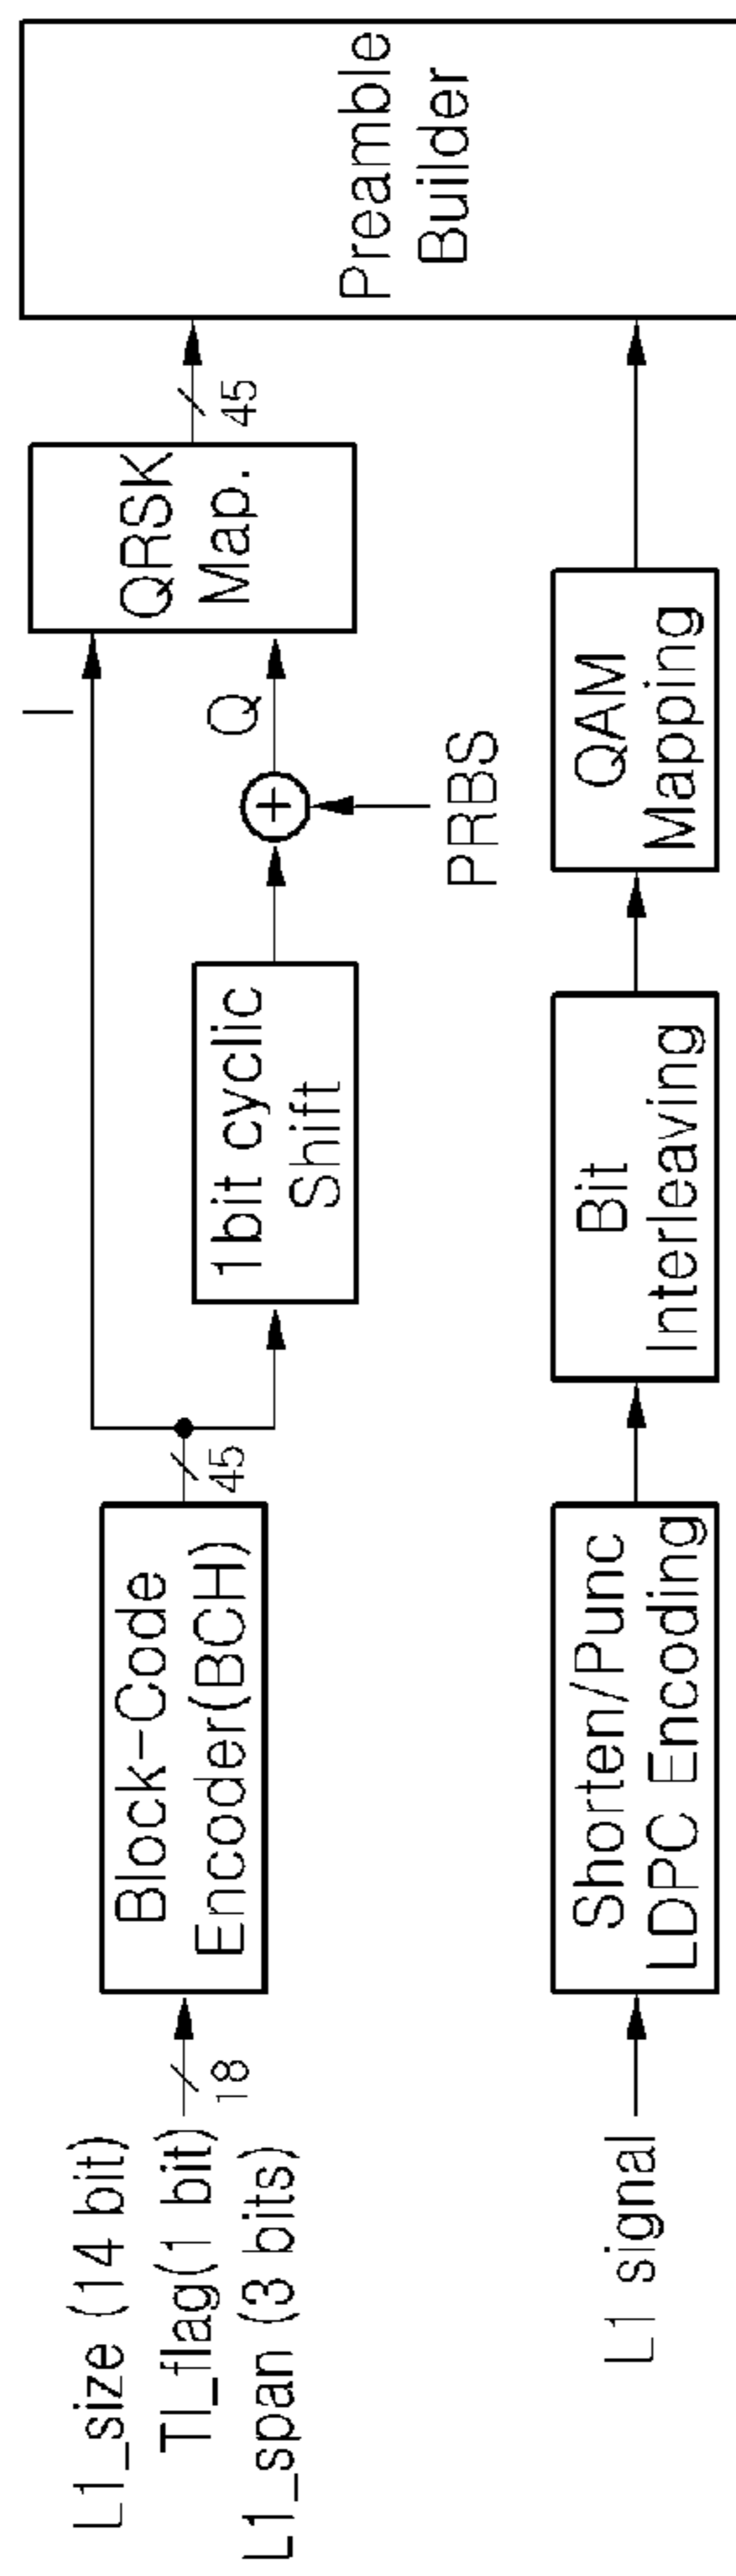 L1_size (14 bit)
TI_flag(1 bit)
L1_span (3 bits)
18
Block-Code
Encoder(BCH)
45
1bit cyclic
Shift
+
PRBS
I
Q
QRSK
Map.
45
Preamble
Builder
L1 signal
Shorten/Punc
LDPC Encoding
Bit
Interleaving
QAM
Mapping